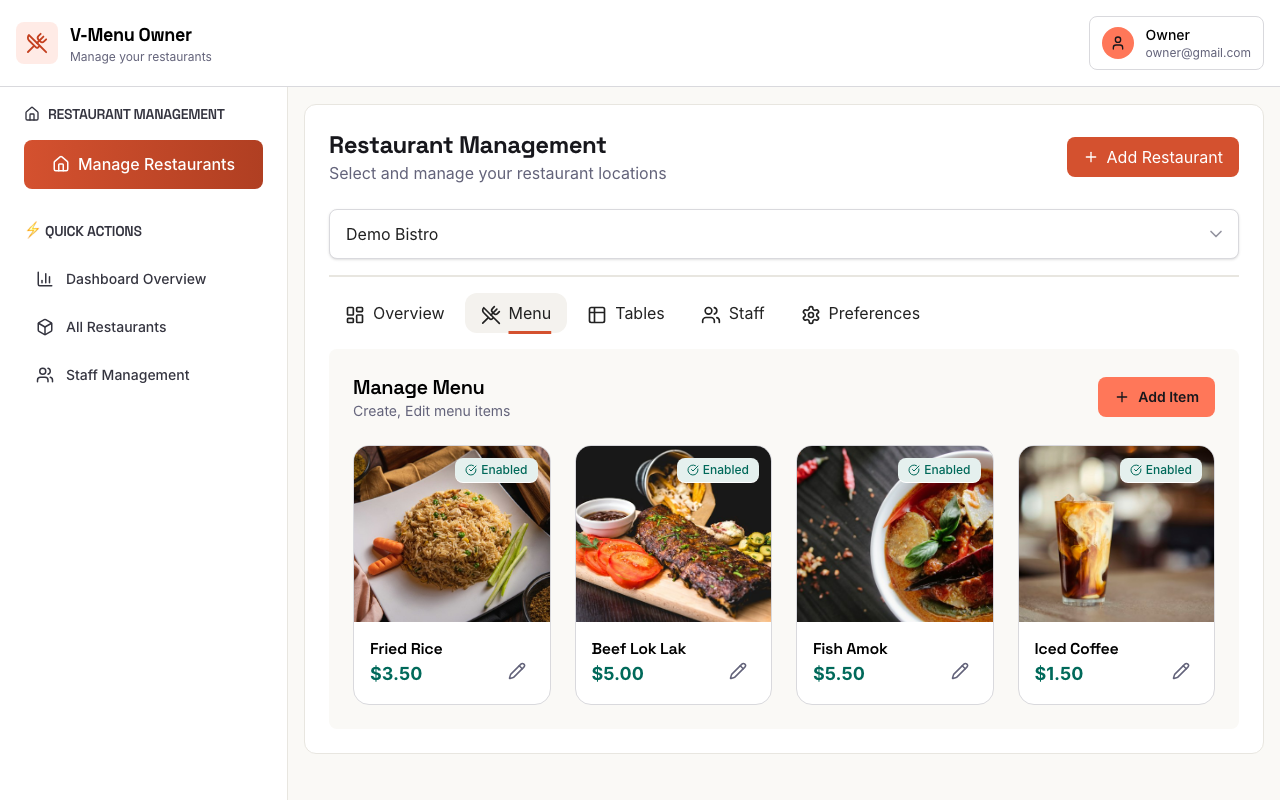 V-Menu Owner
Manage your restaurants
Owner
owner@gmail.com
RESTAURANT MANAGEMENT
Manage Restaurants
⚡ QUICK ACTIONS
Dashboard Overview
All Restaurants
Staff Management
Restaurant Management
Select and manage your restaurant locations
+ Add Restaurant
Demo Bistro
Overview
Menu
Tables
Staff
Preferences
Manage Menu
Create, Edit menu items
+ Add Item
Enabled
Enabled
Enabled
Enabled
Fried Rice
$3.50
Beef Lok Lak
$5.00
Fish Amok
$5.50
Iced Coffee
$1.50